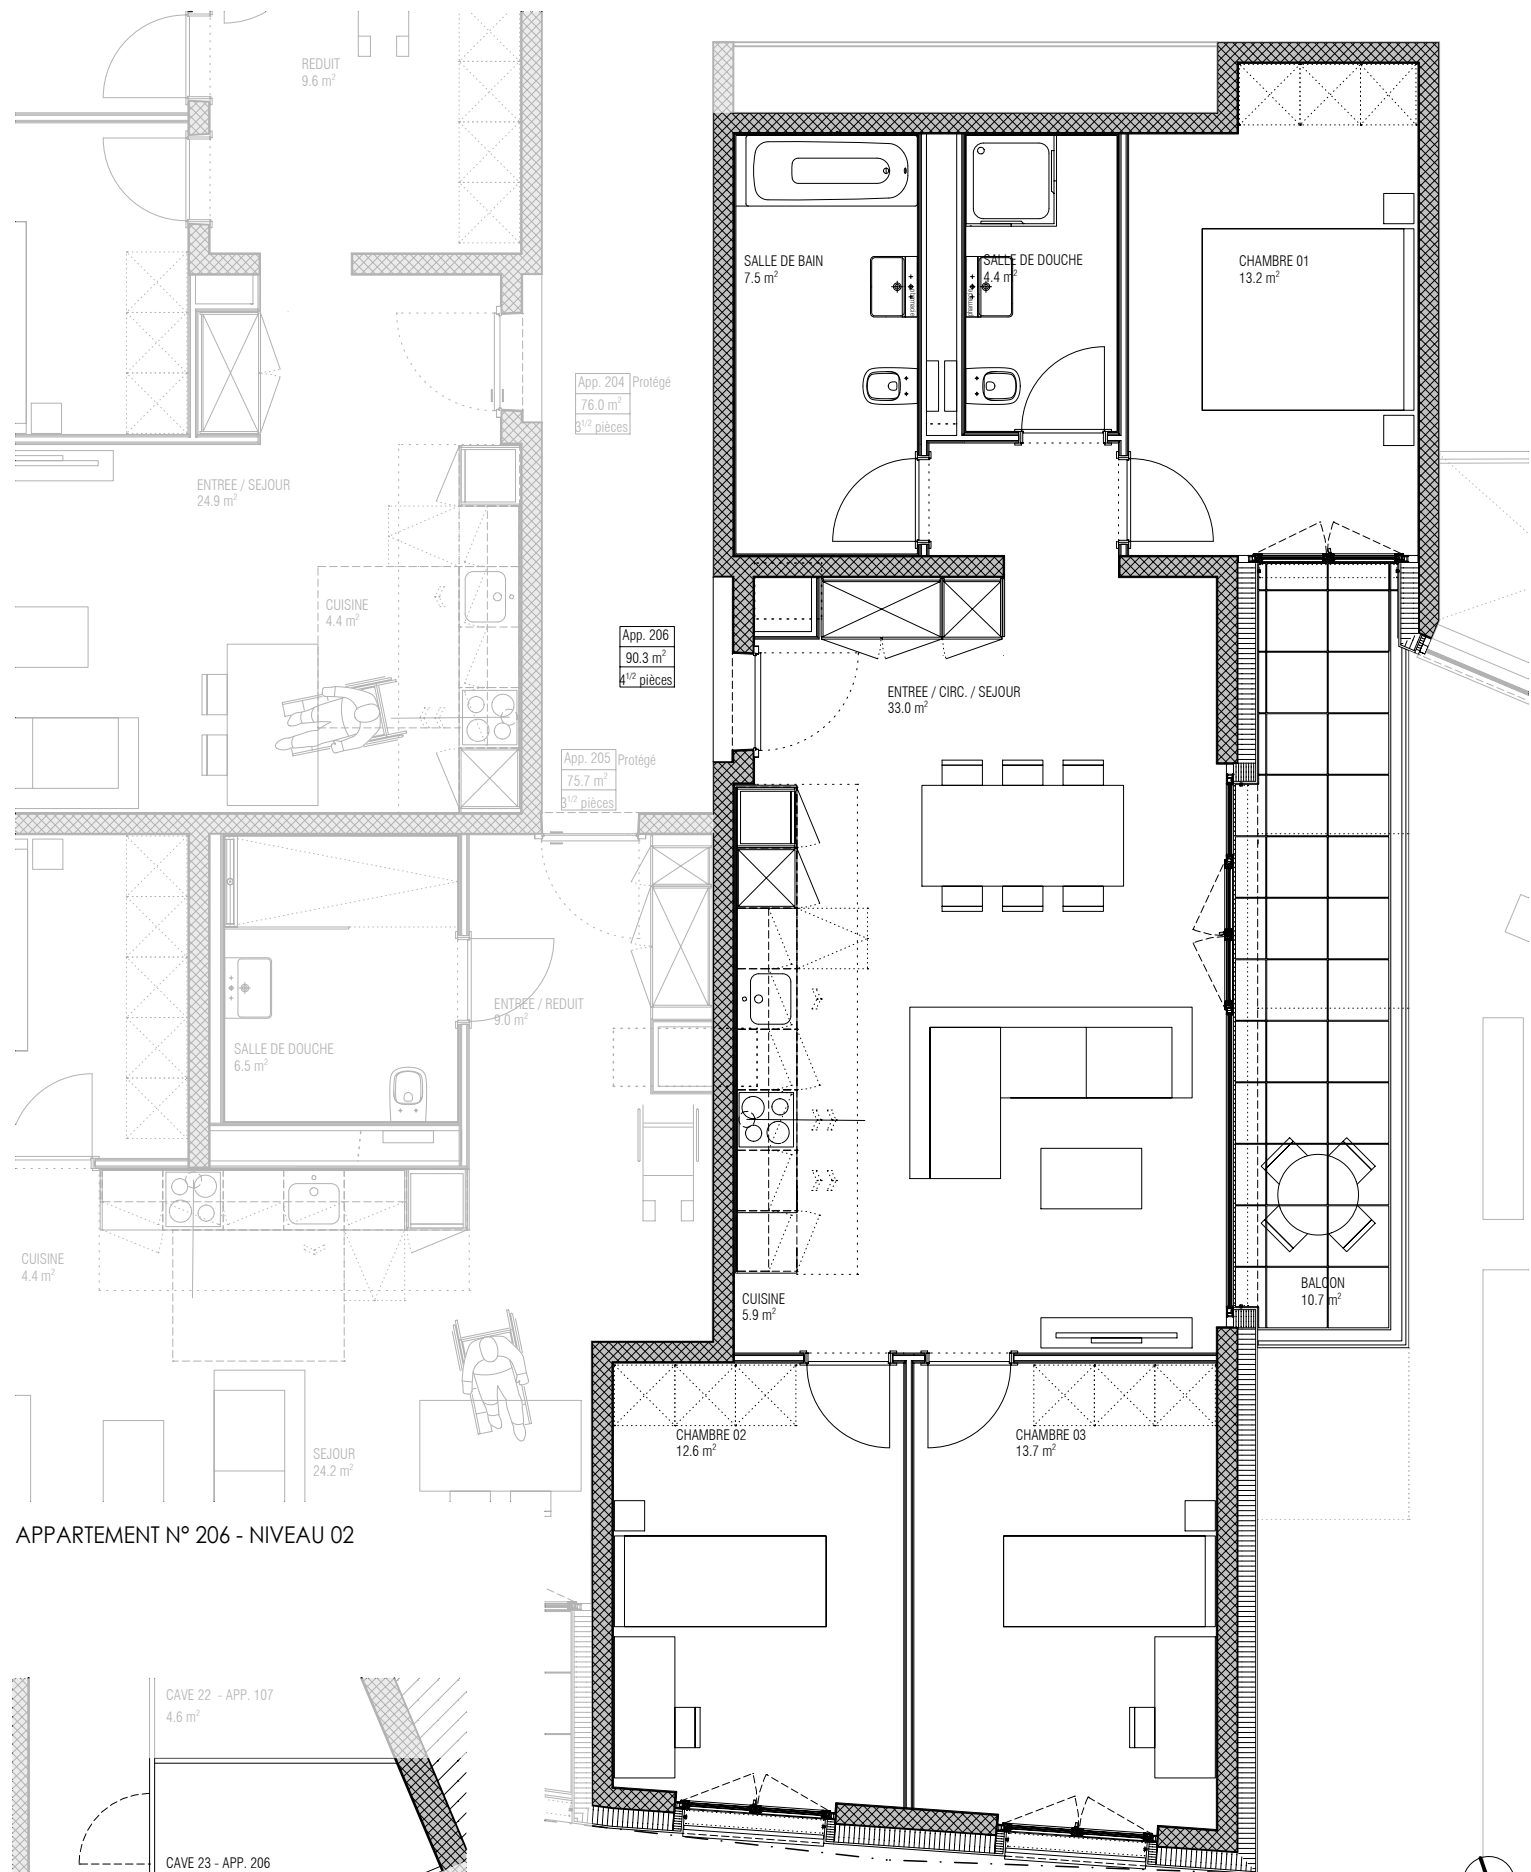 REDUIT
9.6 m²
SALLE DE BAIN
7.5 m²
SALLE DE DOUCHE
4.4 m²
CHAMBRE 01
13.2 m²
pharmacie
pharmacie
App. 204 Protégé
76.0 m²
3 1/2 pièces
ENTREE / SEJOUR
24.9 m²
CUISINE
4.4 m²
App. 206
90.3 m²
4 1/2 pièces
ENTREE / CIRC. / SEJOUR
33.0 m²
App. 205 Protégé
75.7 m²
3 1/2 pièces
ENTREE / REDUIT
9.0 m²
SALLE DE DOUCHE
6.5 m²
CUISINE
4.4 m²
CUISINE
5.9 m²
BALCON
10.7 m²
CHAMBRE 02
12.6 m²
CHAMBRE 03
13.7 m²
SEJOUR
24.2 m²
APPARTEMENT N° 206 - NIVEAU 02
CAVE 22 - APP. 107
4.6 m²
CAVE 23 - APP. 206